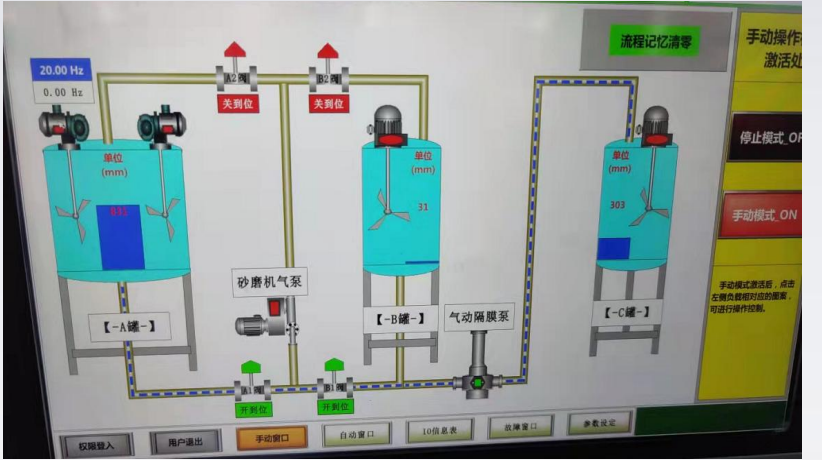 流程记忆清零
手动操作
激活处
20.00 Hz
0.00 Hz
A2阀
B2阀
关到位
关到位
停止模式_OF
单位
(mm)
单位
(mm)
31
单位
(mm)
303
手动模式_ON
砂磨机气泵
手动模式激活后，点击
左侧负载相对应的图案，
可进行操作控制。
【-A罐-】
【-B罐-】
气动隔膜泵
【-C罐-】
开到位
开到位
权限登入
用户退出
手动窗口
自动窗口
IO信息表
故障窗口
参数设定